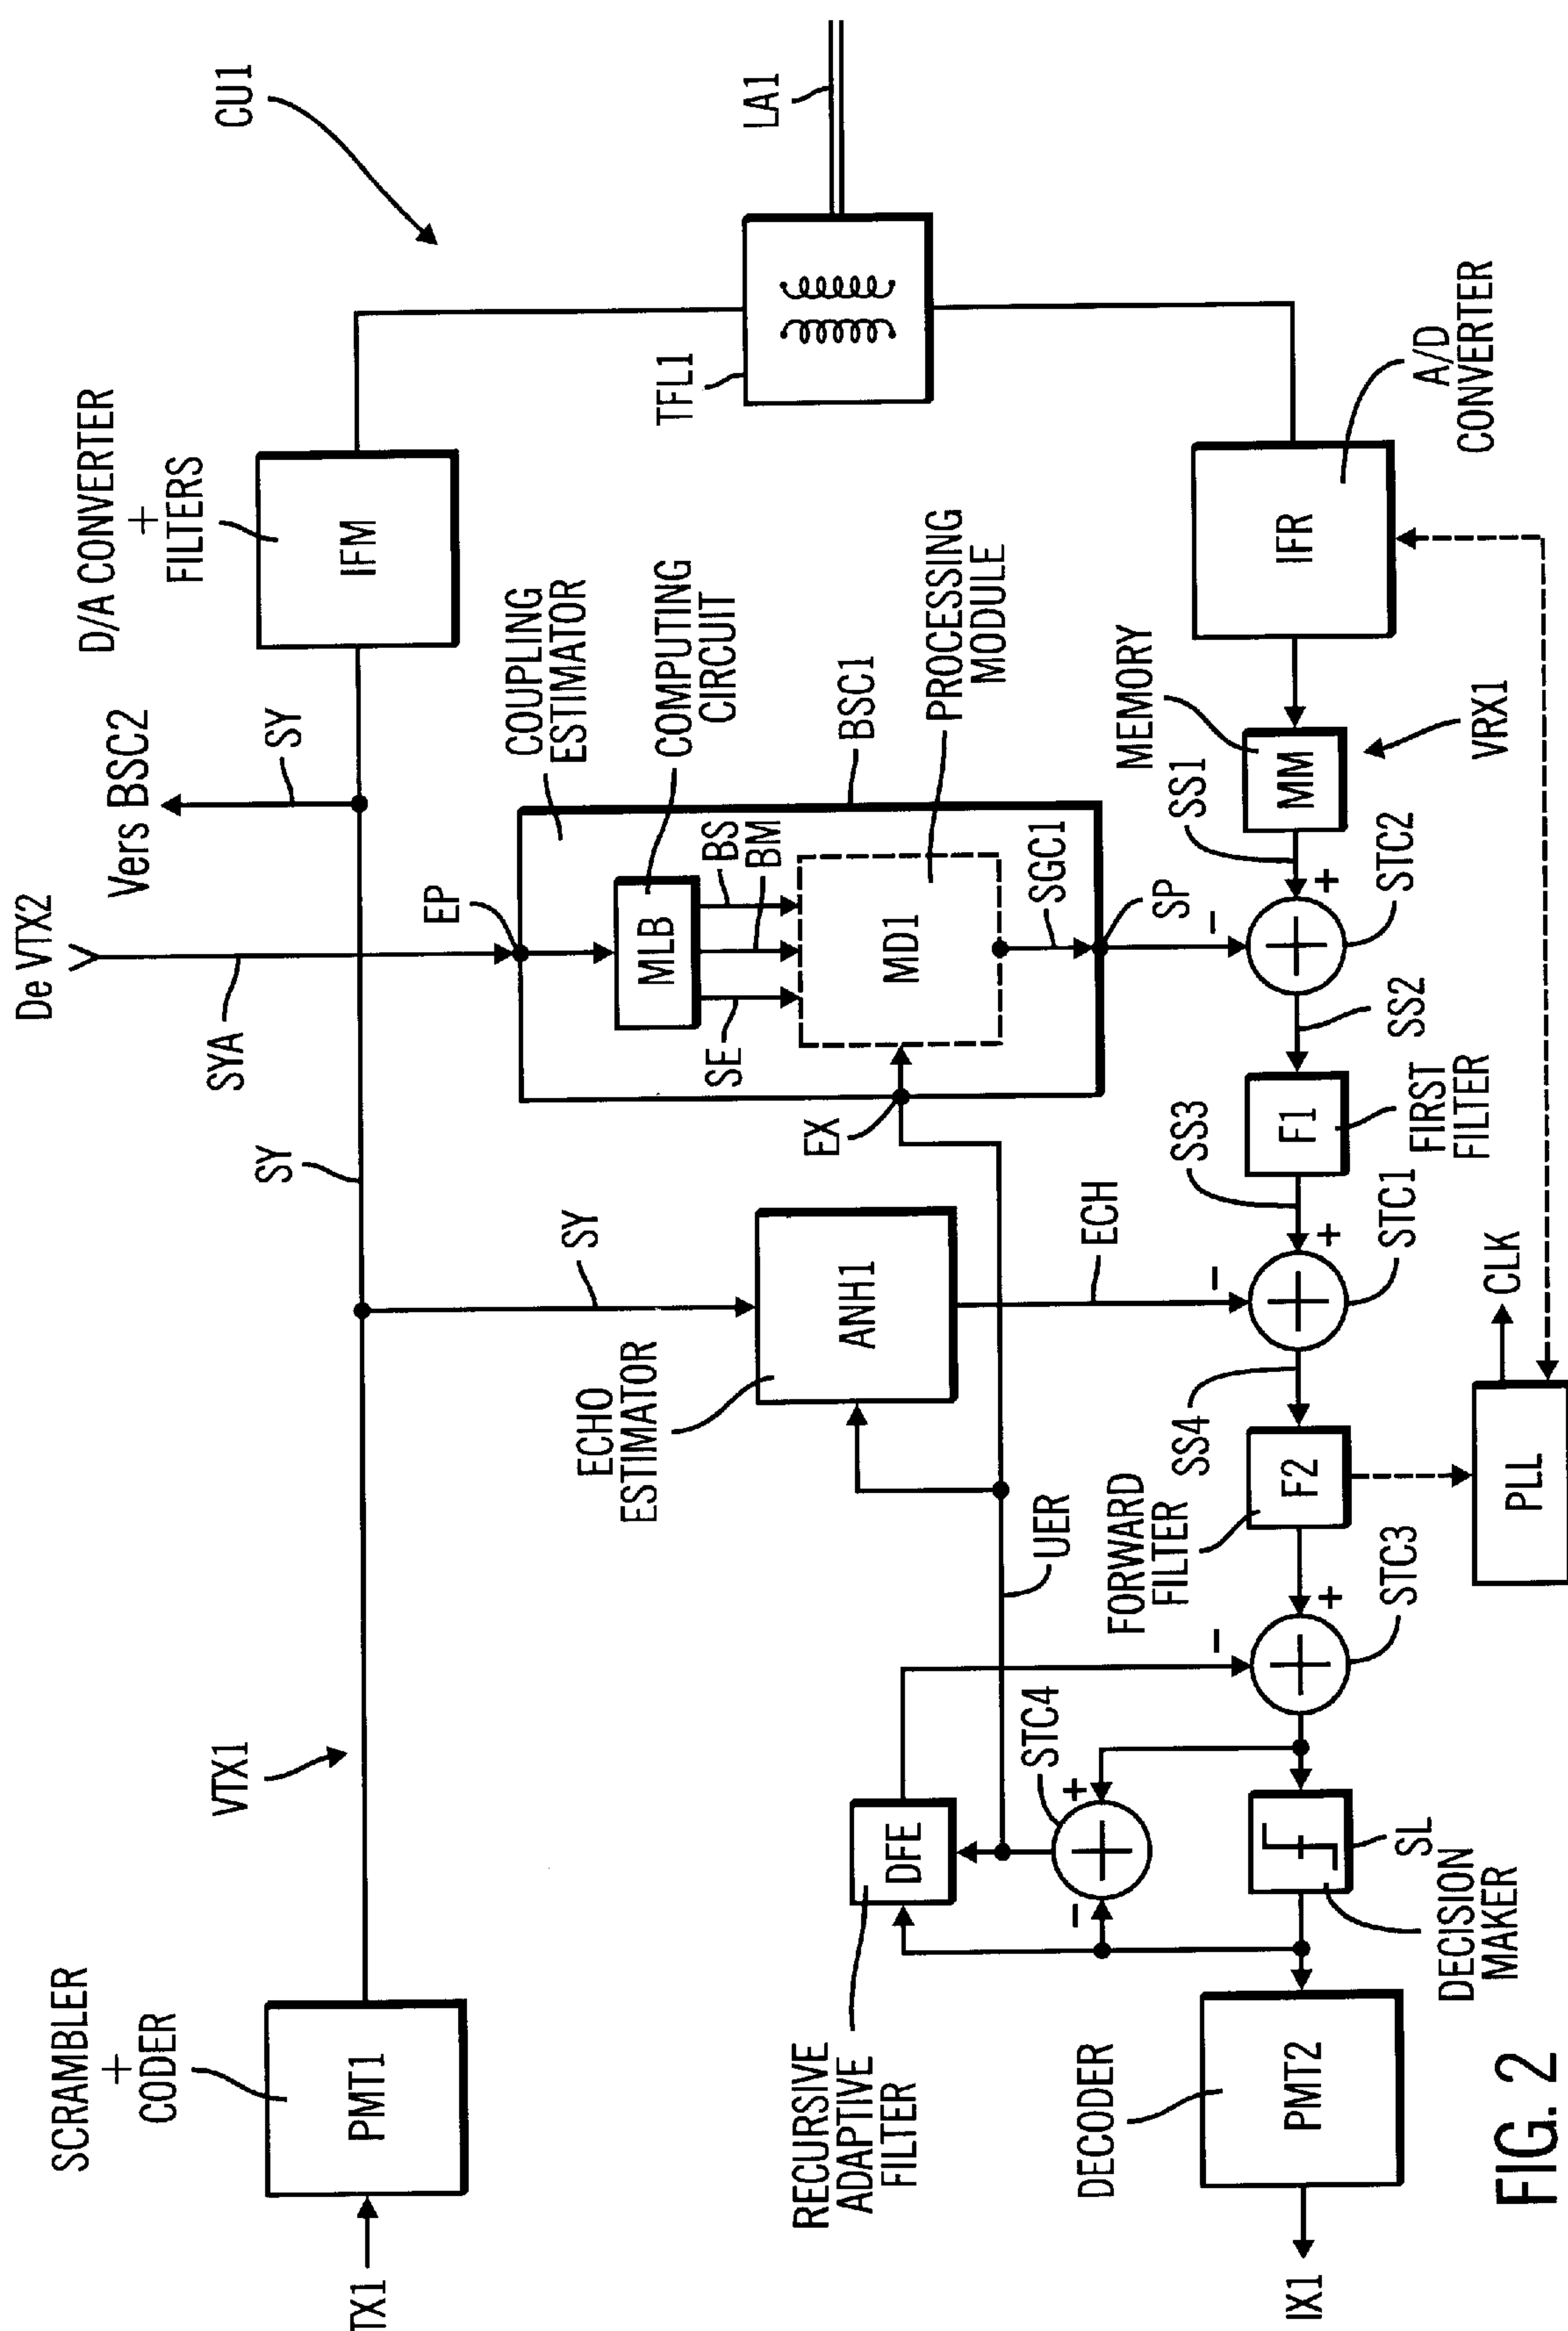 CU1
LA1
TFL1
D/A CONVERTER
+
FILTERS
IFM
SY
Vers BSC2
De VTX2
SYA
SY
VTX1
SCRAMBLER
+
CODER
PMT1
TX1
COUPLING
ESTIMATOR
COMPUTING
CIRCUIT
BSC1
PROCESSING
MODULE
EP
MLB
BS
BM
SE
MD1
SGC1
SP
EX
SY
ECHO
ESTIMATOR
ANH1
ECH
UER
A/D
CONVERTER
IFR
MEMORY
MM
VRX1
SS1
+
-
STC2
SS2
F1
FIRST
FILTER
SS3
+
-
STC1
CLK
SS4
F2
FORWARD
FILTER
PLL
+
-
STC3
STC4
+
-
DFE
RECURSIVE
ADAPTIVE
FILTER
SL
DECISION
MAKER
DECODER
PMT2
IX1
FIG. 2